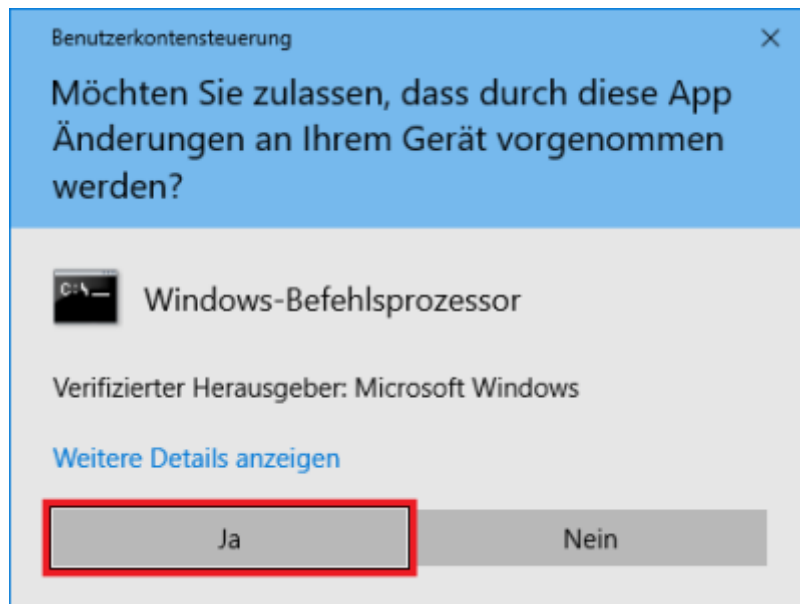 Benutzerkontensteuerung
Möchten Sie zulassen, dass durch diese App
Änderungen an Ihrem Gerät vorgenommen
werden?
C:\_
Windows-Befehlsprozessor
Verifizierter Herausgeber: Microsoft Windows
Weitere Details anzeigen
Ja
Nein